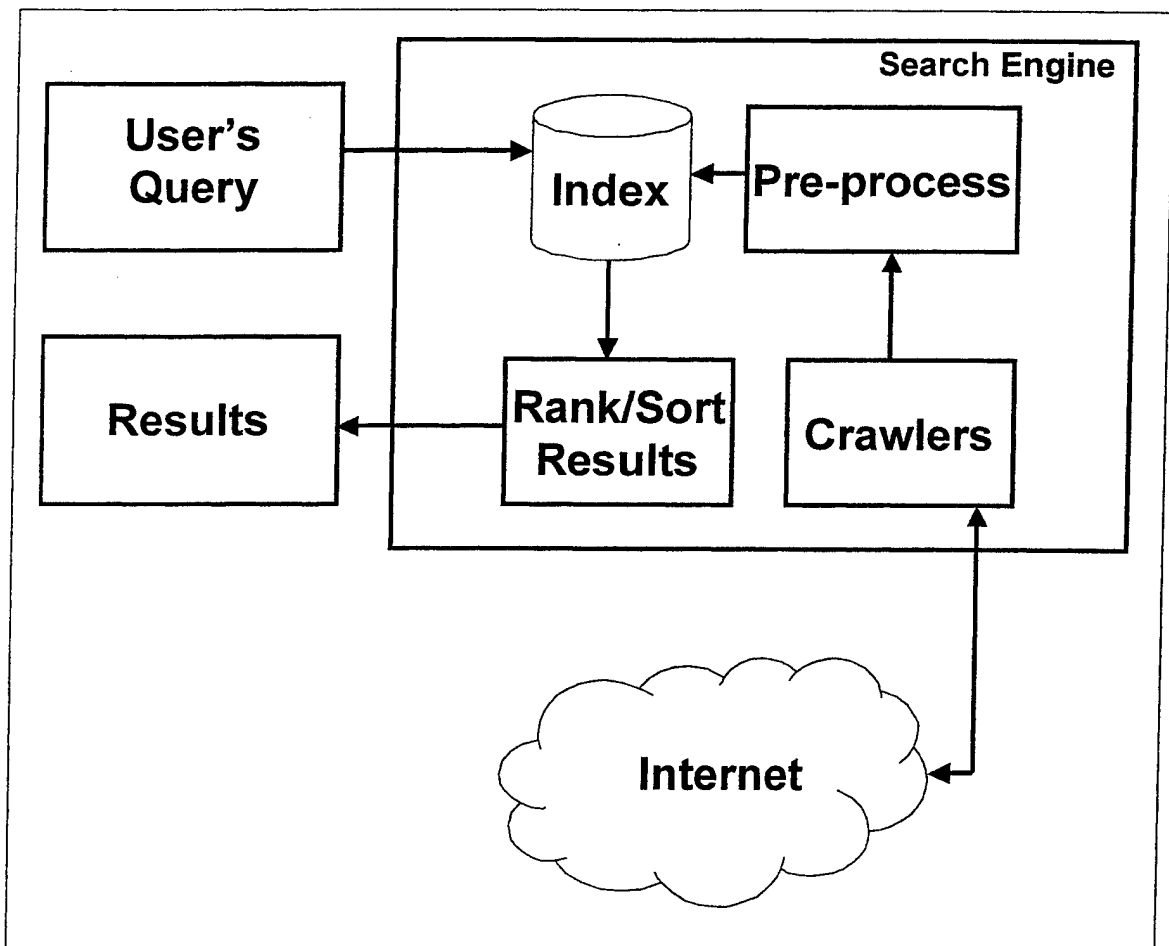 Search Engine
User's
Query
Index
Pre-process
Results
Rank/Sort
Results
Crawlers
Internet